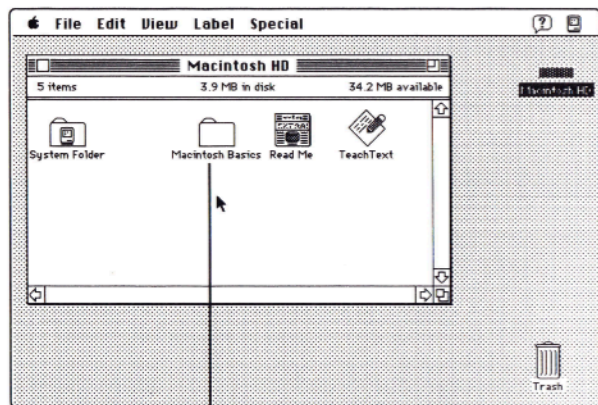 File Edit View Label Special
Macintosh HD
5 items 3.9 MB in disk 34.2 MB available
Macintosh HD
System Folder Macintosh Basics Read Me TeachText
Trash